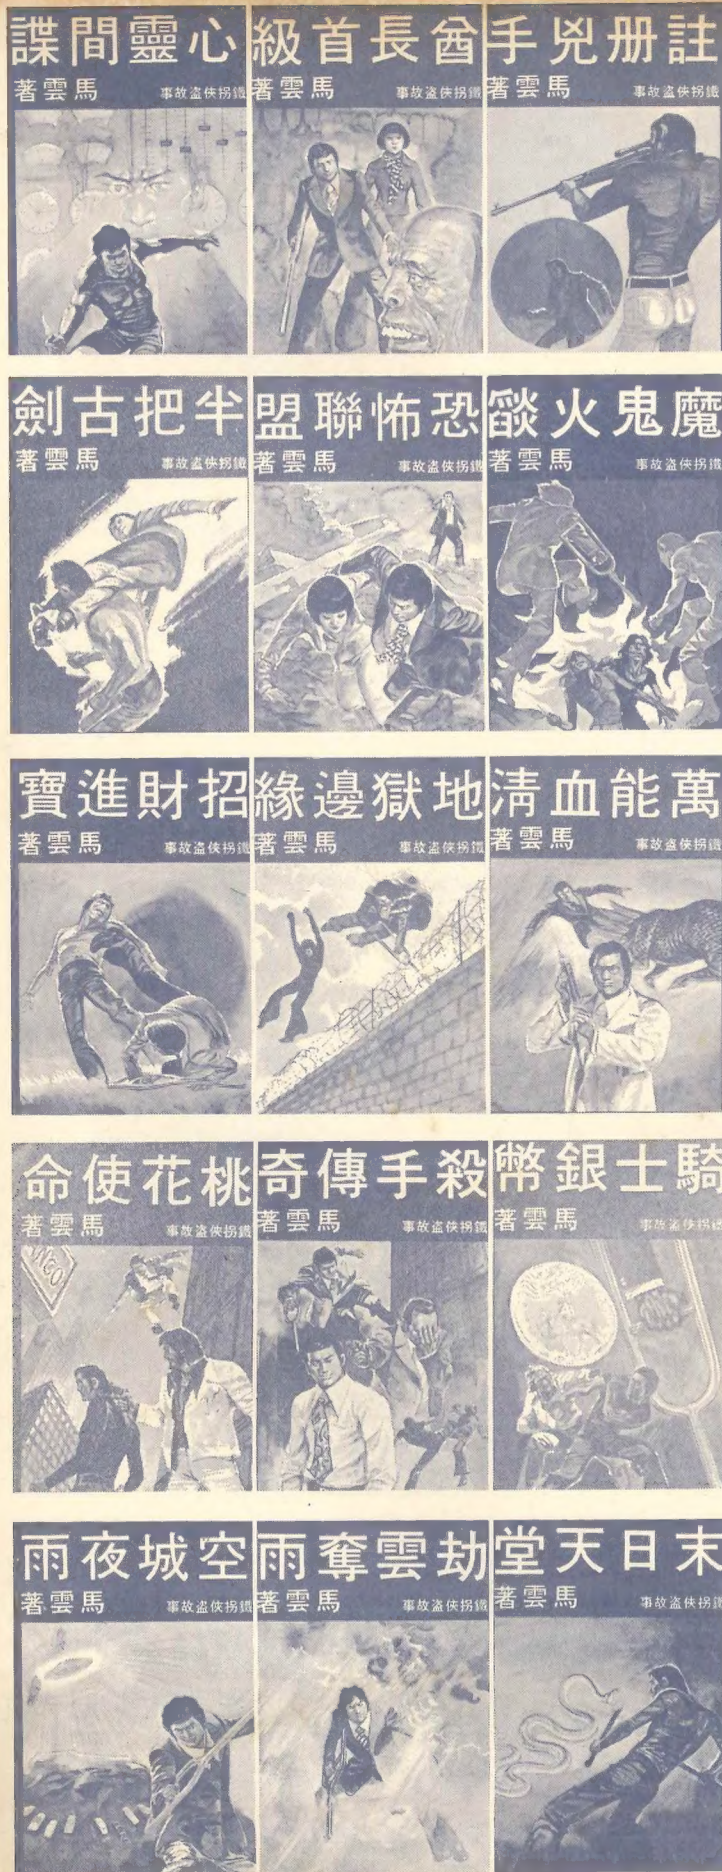 註册兇手
鐵拐俠盜故事 馬雲著
酋長首級
鐵拐俠盜故事 馬雲著
心靈間諜
鐵拐俠盜故事 馬雲著
魔鬼火燄
鐵拐俠盜故事 馬雲著
恐怖聯盟
鐵拐俠盜故事 馬雲著
半把古劍
鐵拐俠盜故事 馬雲著
萬能血清
鐵拐俠盜故事 馬雲著
地獄邊緣
鐵拐俠盜故事 馬雲著
招財進寶
鐵拐俠盜故事 馬雲著
騎士銀幣
鐵拐俠盜故事 馬雲著
殺手傳奇
鐵拐俠盜故事 馬雲著
桃花使命
鐵拐俠盜故事 馬雲著
末日天堂
鐵拐俠盜故事 馬雲著
劫雲奪雨
鐵拐俠盜故事 馬雲著
空城夜雨
鐵拐俠盜故事 馬雲著